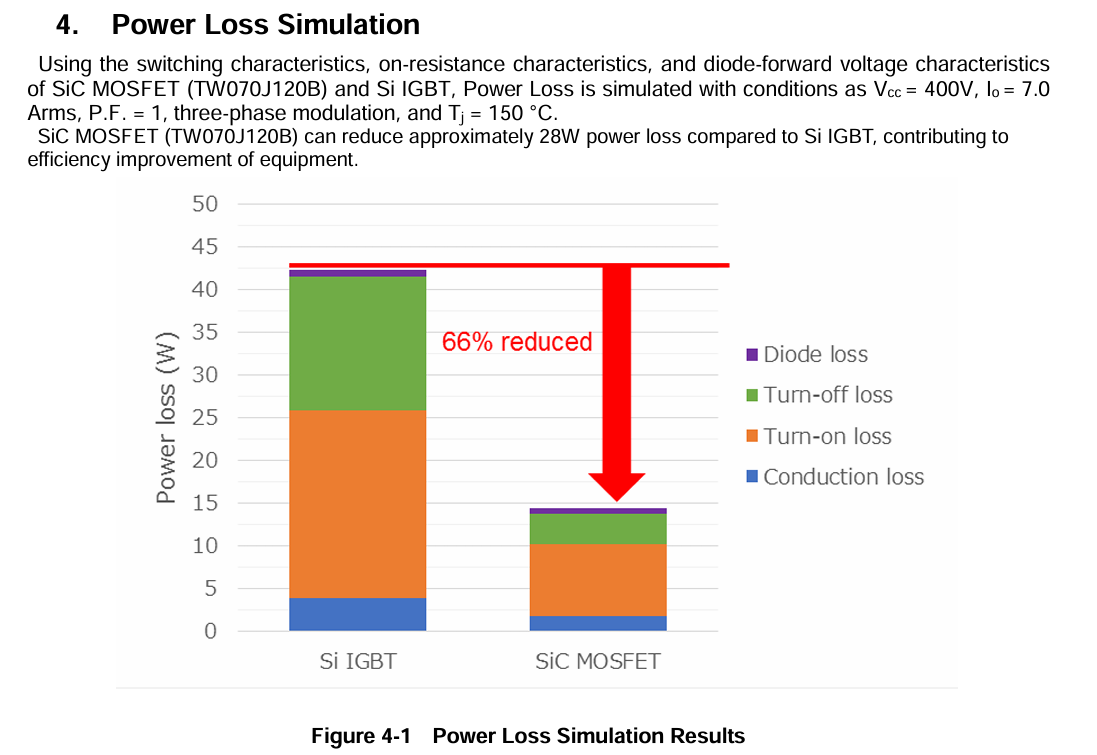 4. Power Loss Simulation
Using the switching characteristics, on-resistance characteristics, and diode-forward voltage characteristics
of SiC MOSFET (TW070J120B) and Si IGBT, Power Loss is simulated with conditions as Vcc = 400V, Io = 7.0
Arms, P.F. = 1, three-phase modulation, and Tj = 150 °C.
SiC MOSFET (TW070J120B) can reduce approximately 28W power loss compared to Si IGBT, contributing to
efficiency improvement of equipment.
50
45
40
35
30
25
20
15
10
5
0
Power loss (W)
66% reduced
Diode loss
Turn-off loss
Turn-on loss
Conduction loss
Si IGBT
SiC MOSFET
Figure 4-1 Power Loss Simulation Results